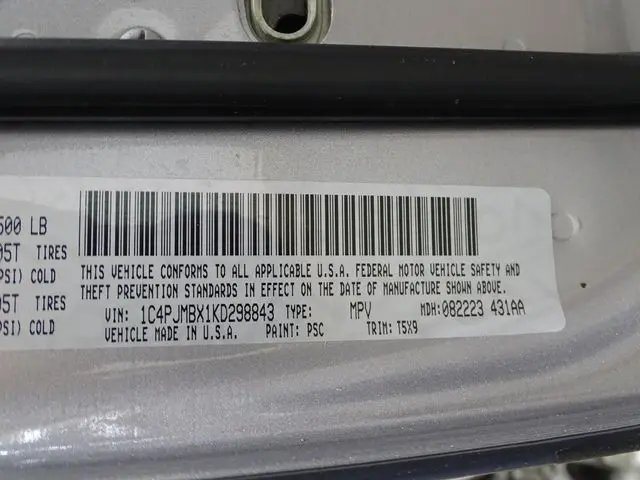 500 LB
05T TIRES
PSI) COLD
05T TIRES
PSI) COLD
THIS VEHICLE CONFORMS TO ALL APPLICABLE U.S.A. FEDERAL MOTOR VEHICLE SAFETY AND
THEFT PREVENTION STANDARDS IN EFFECT ON THE DATE OF MANUFACTURE SHOWN ABOVE.
VIN: 1C4PJMBX1KD298843 TYPE: MPV MDH: 082223 431AA
VEHICLE MADE IN U.S.A. PAINT: PSC TRIM: T5X9